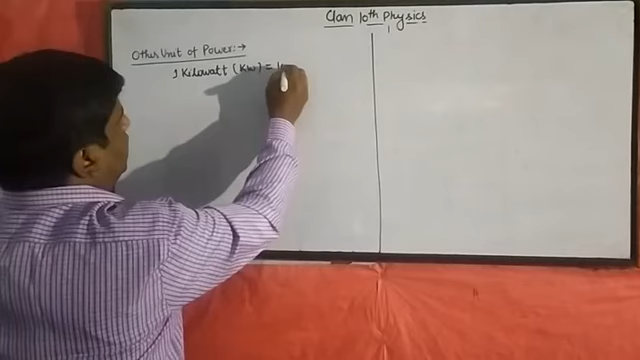 Class 10th Physics
Other Unit of Power:→
1 Kilowatt (KW) = 1